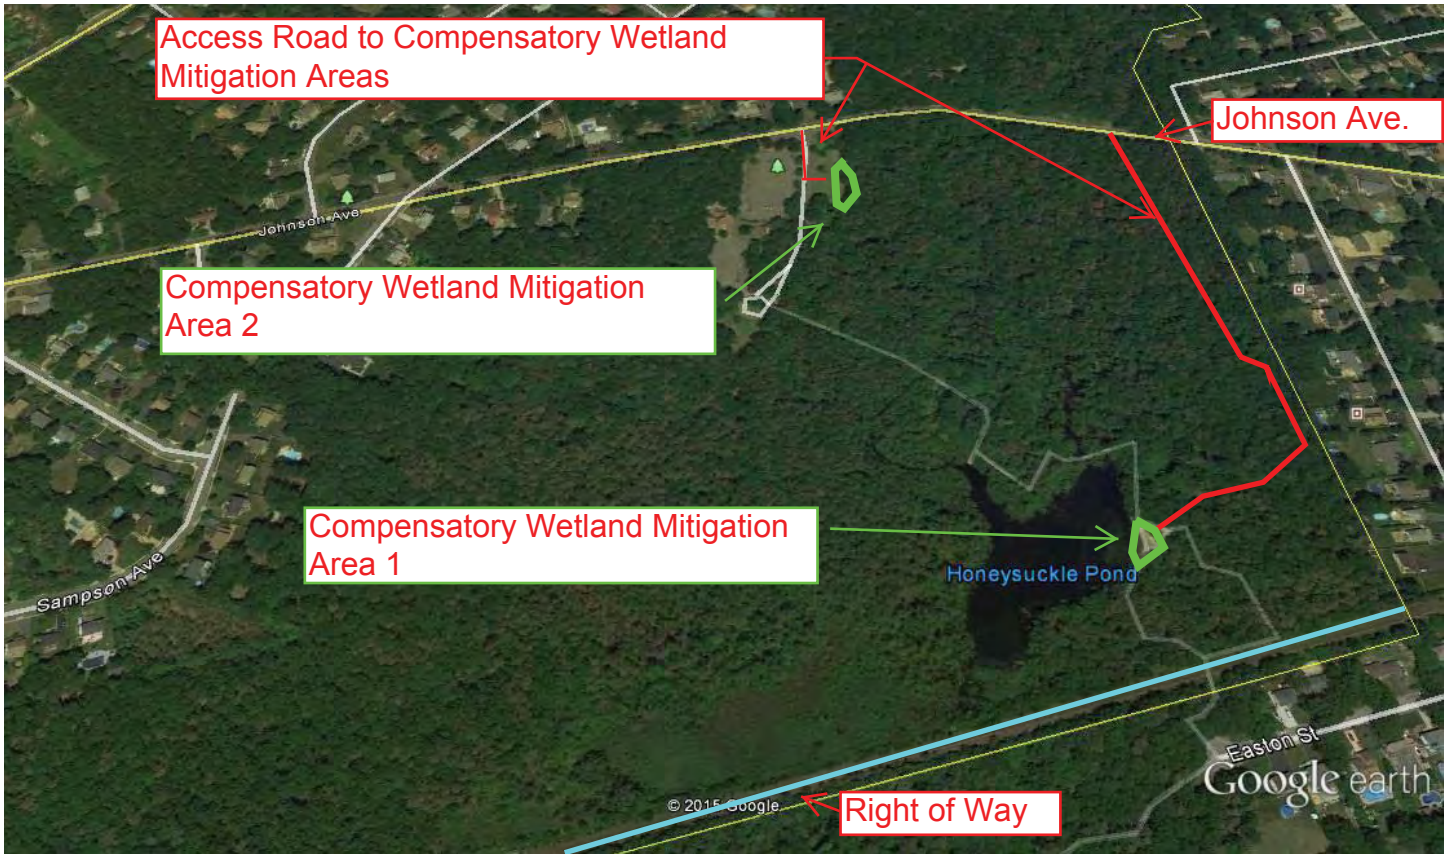 Access Road to Compensatory Wetland
Mitigation Areas
Johnson Ave.
Johnson Ave
Compensatory Wetland Mitigation
Area 2
Compensatory Wetland Mitigation
Area 1
Honeysuckle Pond
Sampson Ave
Easton St
Google earth
© 2015 Google
Right of Way